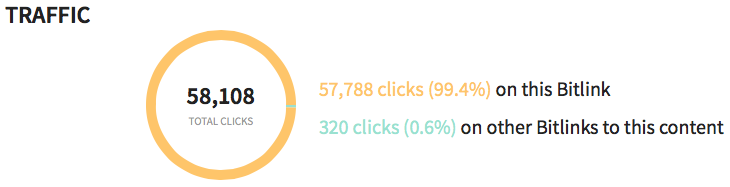 TRAFFIC
58,108
TOTAL CLICKS
57,788 clicks (99.4%) on this Bitlink
320 clicks (0.6%) on other Bitlinks to this content